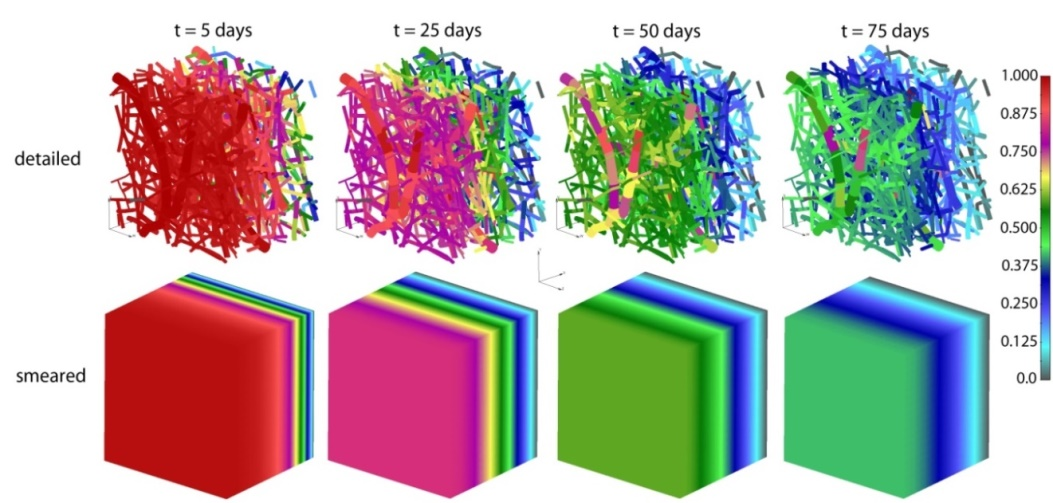 t = 5 days
t = 25 days
t = 50 days
t = 75 days
detailed
smeared
1.000
0.875
0.750
0.625
0.500
0.375
0.250
0.125
0.0